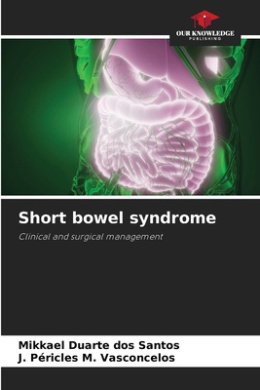 OUR KNOWLEDGE
PUBLISHING
Short bowel syndrome
Clinical and surgical management
Mikkael Duarte dos Santos
J. Péricles M. Vasconcelos